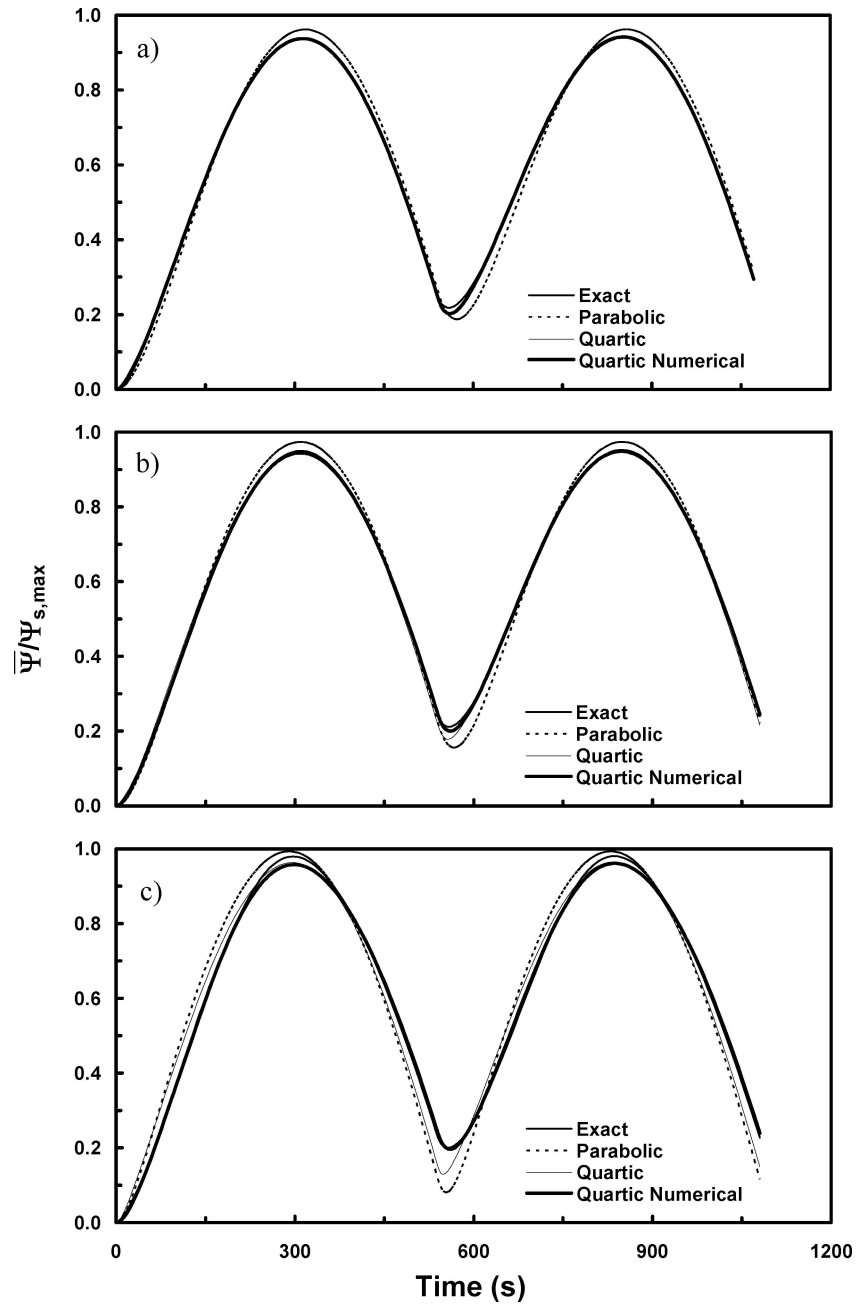 1.0
a)
0.8
0.6
0.4
0.2
0.0
Exact
Parabolic
Quartic
Quartic Numerical
1.0
b)
0.8
0.6
0.4
0.2
0.0
Exact
Parabolic
Quartic
Quartic Numerical
Ψ̅/Ψs,max
1.0
c)
0.8
0.6
0.4
0.2
0.0
Exact
Parabolic
Quartic
Quartic Numerical
0 300 600 900 1200
Time (s)